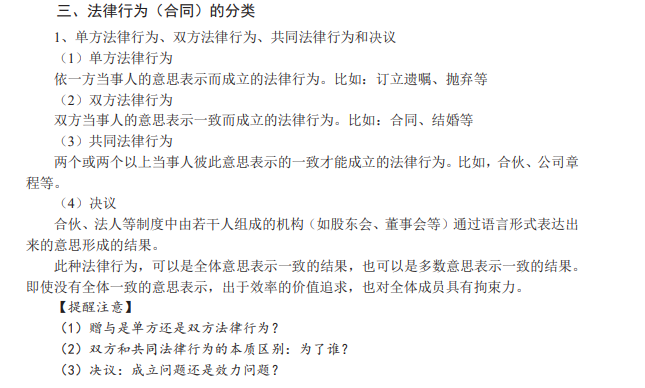 三、法律行为（合同）的分类
1、单方法律行为、双方法律行为、共同法律行为和决议
（1）单方法律行为
依一方当事人的意思表示而成立的法律行为。比如：订立遗嘱、抛弃等
（2）双方法律行为
双方当事人的意思表示一致而成立的法律行为。比如：合同、结婚等
（3）共同法律行为
两个或两个以上当事人彼此意思表示的一致才能成立的法律行为。比如，合伙、公司章
程等。
（4）决议
合伙、法人等制度中由若干人组成的机构（如股东会、董事会等）通过语言形式表达出
来的意思形成的结果。
此种法律行为，可以是全体意思表示一致的结果，也可以是多数意思表示一致的结果。
即使没有全体一致的意思表示，出于效率的价值追求，也对全体成员具有拘束力。
【提醒注意】
（1）赠与是单方还是双方法律行为？
（2）双方和共同法律行为的本质区别：为了谁？
（3）决议：成立问题还是效力问题？